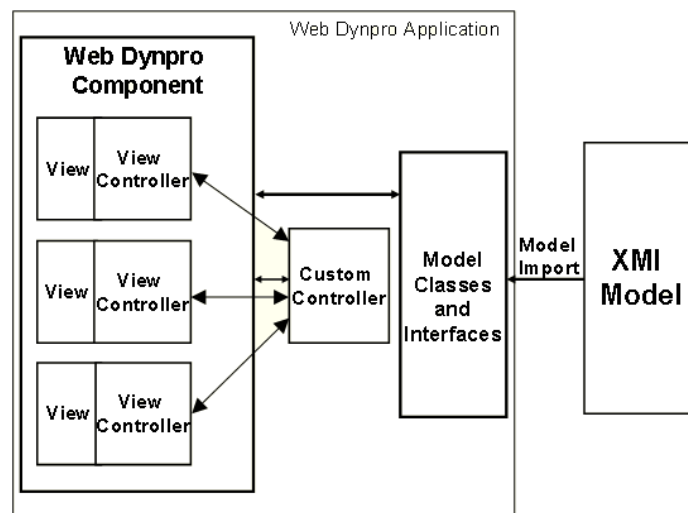 Web Dynpro Application
Web Dynpro
Component
View
View
Controller
View
View
Controller
View
View
Controller
Custom
Controller
Model
Classes
and
Interfaces
Model
Import
XMI
Model